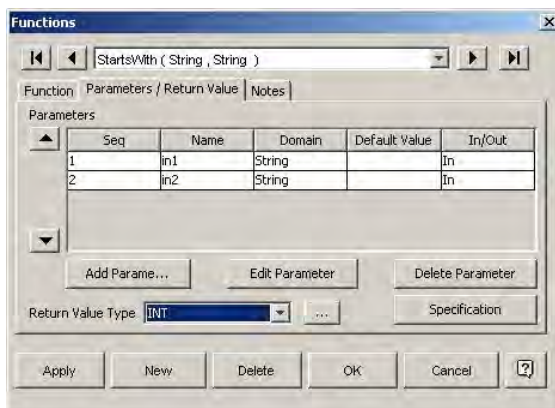 Functions
StartsWith ( String , String )
Function Parameters / Return Value Notes
Parameters
Seq Name Domain Default Value In/Out
1 in1 String In
2 in2 String In
Add Parame... Edit Parameter Delete Parameter
Return Value Type INT ... Specification
Apply New Delete OK Cancel